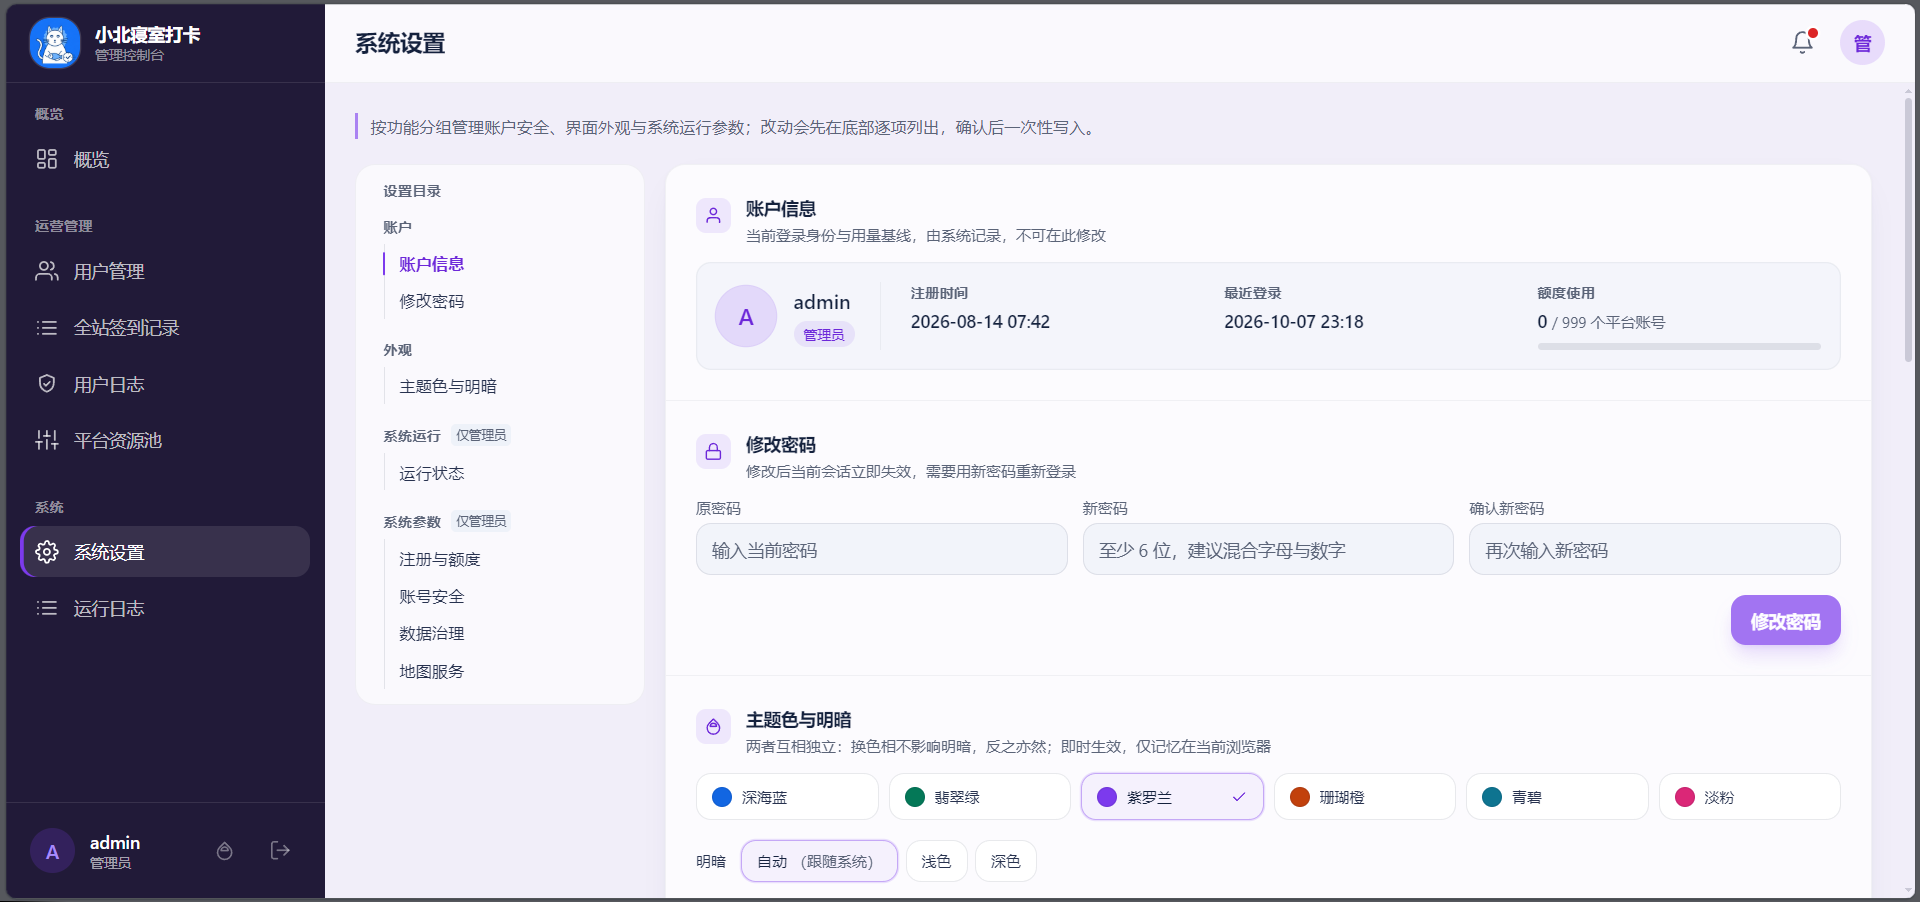 小北寝室打卡
管理控制台
概览
概览
运营管理
用户管理
全站签到记录
用户日志
平台资源池
系统
系统设置
运行日志
A
admin
管理员
系统设置
管
按功能分组管理账户安全、界面外观与系统运行参数；改动会先在底部逐项列出，确认后一次性写入。
设置目录
账户
账户信息
修改密码
外观
主题色与明暗
系统运行 仅管理员
运行状态
系统参数 仅管理员
注册与额度
账号安全
数据治理
地图服务
账户信息
当前登录身份与用量基线，由系统记录，不可在此修改
A
admin
管理员
注册时间
2026-08-14 07:42
最近登录
2026-10-07 23:18
额度使用
0 / 999 个平台账号
修改密码
修改后当前会话立即失效，需要用新密码重新登录
原密码
输入当前密码
新密码
至少 6 位，建议混合字母与数字
确认新密码
再次输入新密码
修改密码
主题色与明暗
两者互相独立：换色相不影响明暗，反之亦然；即时生效，仅记忆在当前浏览器
深海蓝
翡翠绿
紫罗兰
珊瑚橙
青碧
淡粉
明暗
自动 (跟随系统)
浅色
深色